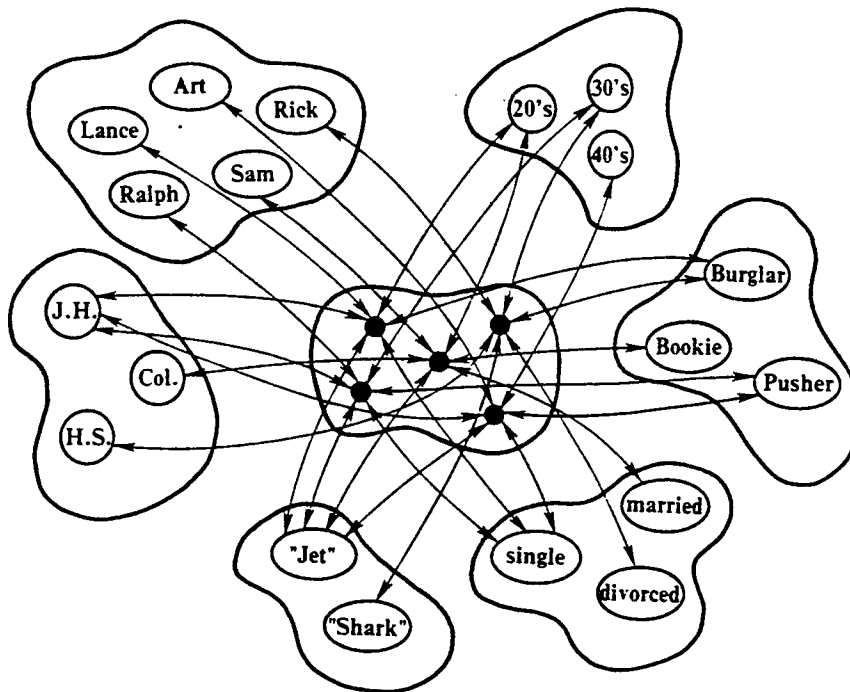 Art
Rick
Lance
Sam
Ralph
20's
30's
40's
J.H.
Col.
H.S.
Burglar
Bookie
Pusher
"Jet"
"Shark"
married
single
divorced